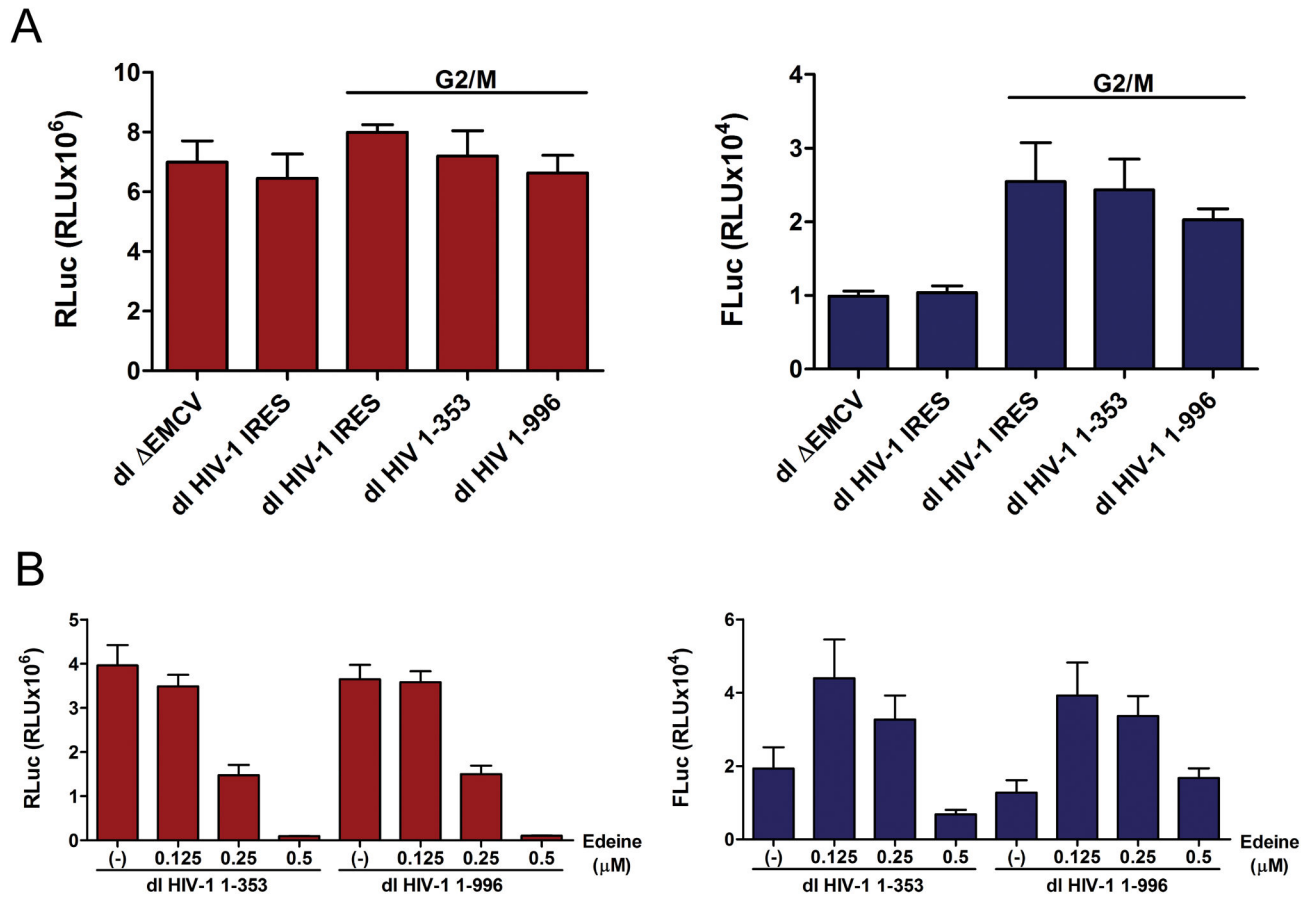 A
G2/M
RLuc (RLUx10⁶)
10
8
6
4
2
0
dl ΔEMCV
dl HIV-1 IRES
dl HIV-1 IRES
dl HIV 1-353
dl HIV 1-996
G2/M
FLuc (RLUx10⁴)
4
3
2
1
0
dl ΔEMCV
dl HIV-1 IRES
dl HIV-1 IRES
dl HIV-1 1-353
dl HIV-1 1-996
B
RLuc (RLUx10⁶)
5
4
3
2
1
0
(-) 0.125 0.25 0.5 (-) 0.125 0.25 0.5
Edeine
(μM)
dl HIV-1 1-353 dl HIV-1 1-996
FLuc (RLUx10⁴)
6
4
2
0
(-) 0.125 0.25 0.5 (-) 0.125 0.25 0.5
Edeine
(μM)
dl HIV-1 1-353 dl HIV-1 1-996